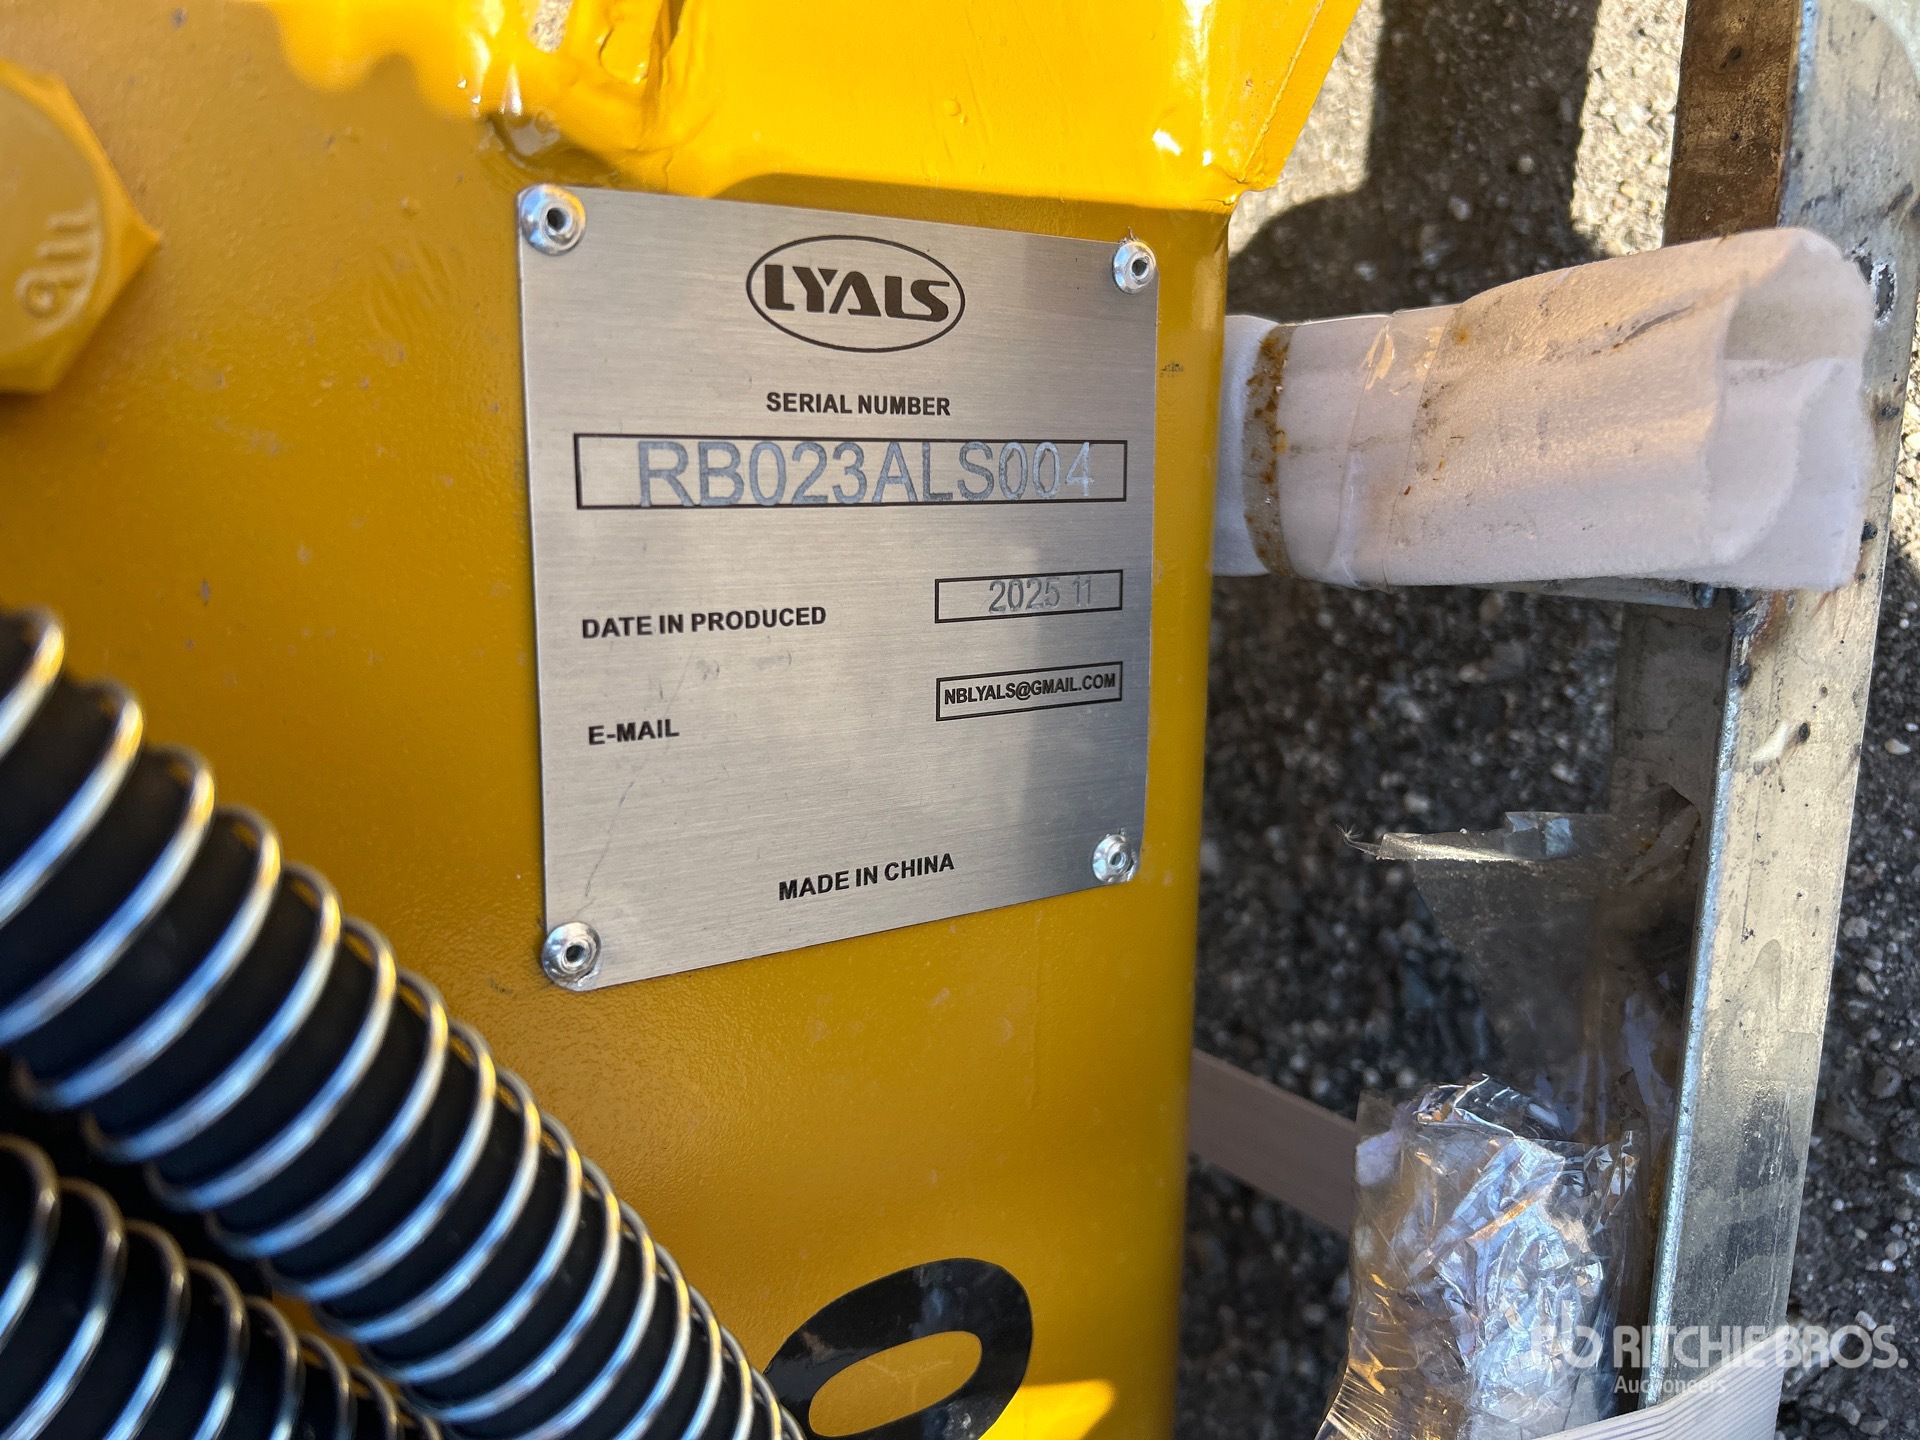 LYALS
SERIAL NUMBER
RB023ALS004
DATE IN PRODUCED
2025 11
E-MAIL
NBLYALS@GMAIL.COM
MADE IN CHINA
RITCHIE BROS.
Auctioneers